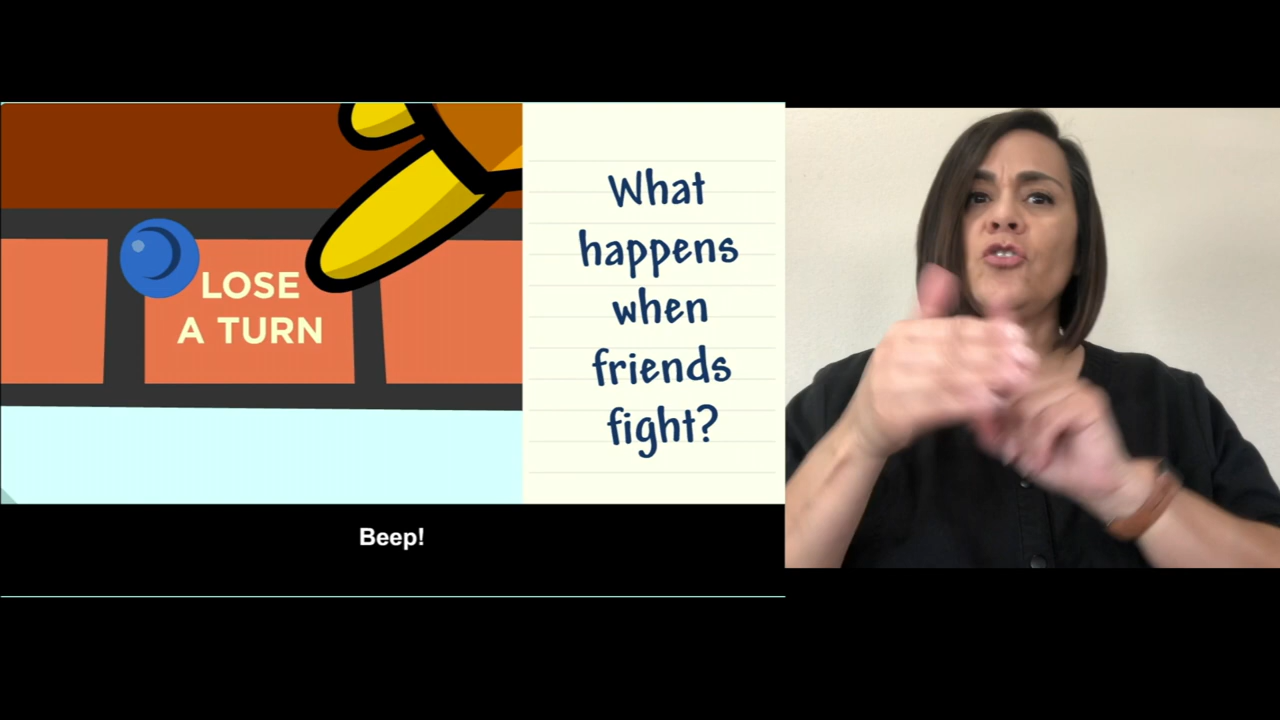 LOSE
A TURN
What
happens
when
friends
fight?
Beep!